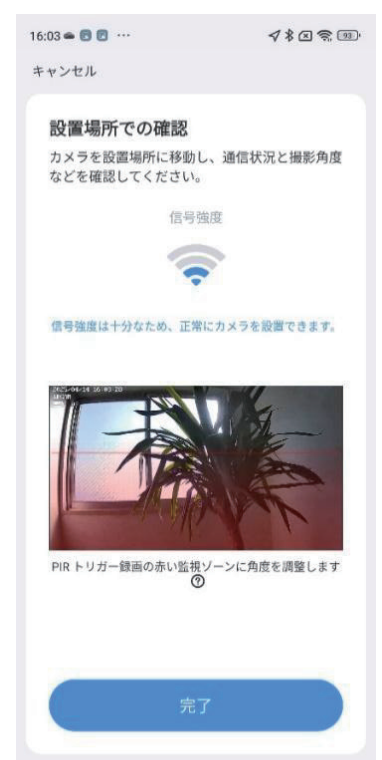 16:03 ...
93
キャンセル
設置場所での確認
カメラを設置場所に移動し、通信状況と撮影角度
などを確認してください。
信号強度
信号強度は十分なため、正常にカメラを設置できます。
PIR トリガー録画の赤い監視ゾーンに角度を調整します
?
完了